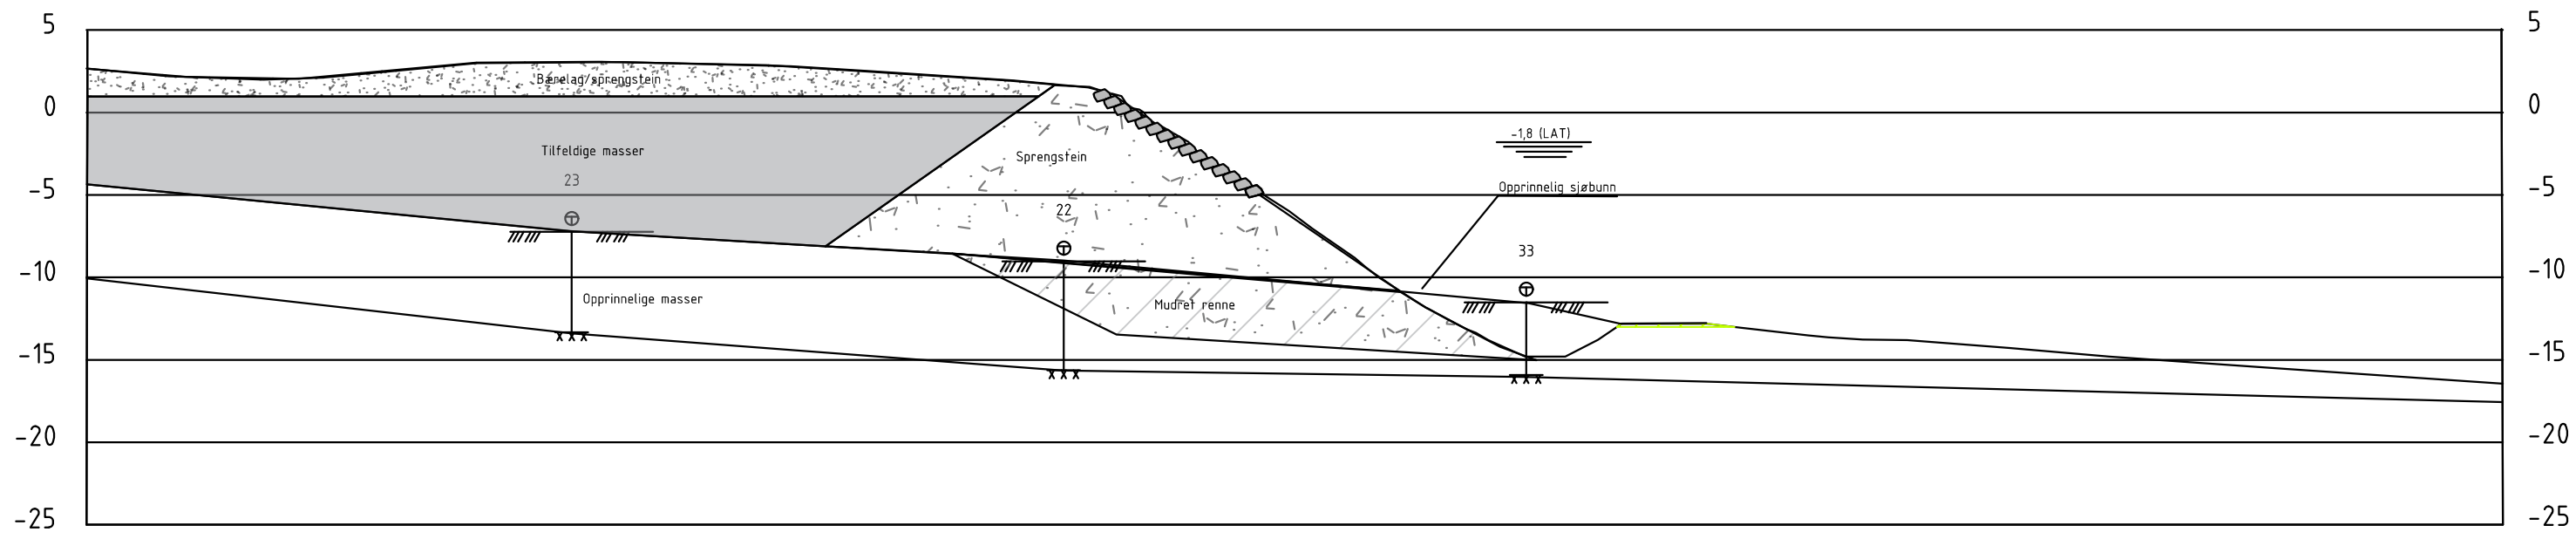 5 5
Bærelag/sprengstein
0 0
-1,8 (LAT)
Tilfeldige masser
Sprengstein
23
-5 -5
Opprinnelig sjøbunn
22
33
-10 -10
Opprinnelige masser
Mudret renne
-15 -15
-20 -20
-25 -25